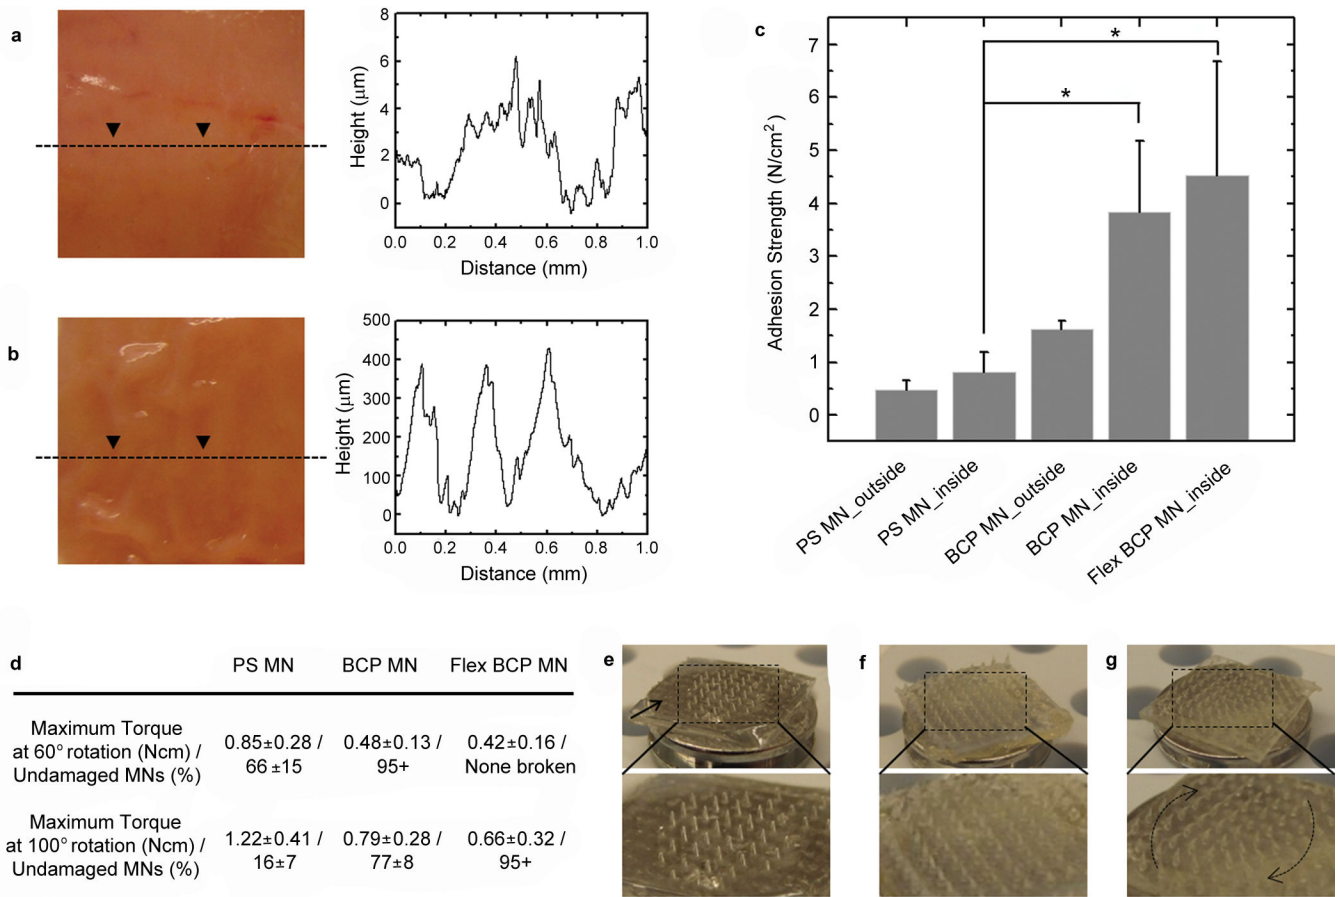 a
Height (μm)
8
6
4
2
0
0.0 0.2 0.4 0.6 0.8 1.0
Distance (mm)
b
Height (μm)
500
400
300
200
100
0
0.0 0.2 0.4 0.6 0.8 1.0
Distance (mm)
c
Adhesion Strength (N/cm²)
7
6
5
4
3
2
1
0
*
*
PS MN_outside
PS MN_inside
BCP MN_outside
BCP MN_inside
Flex BCP MN_inside
d
PS MN BCP MN Flex BCP MN
Maximum Torque
at 60° rotation (Ncm) /
Undamaged MNs (%)
0.85±0.28 /
66 ±15
0.48±0.13 /
95+
0.42±0.16 /
None broken
Maximum Torque
at 100° rotation (Ncm) /
Undamaged MNs (%)
1.22±0.41 /
16±7
0.79±0.28 /
77±8
0.66±0.32 /
95+
e
f
g